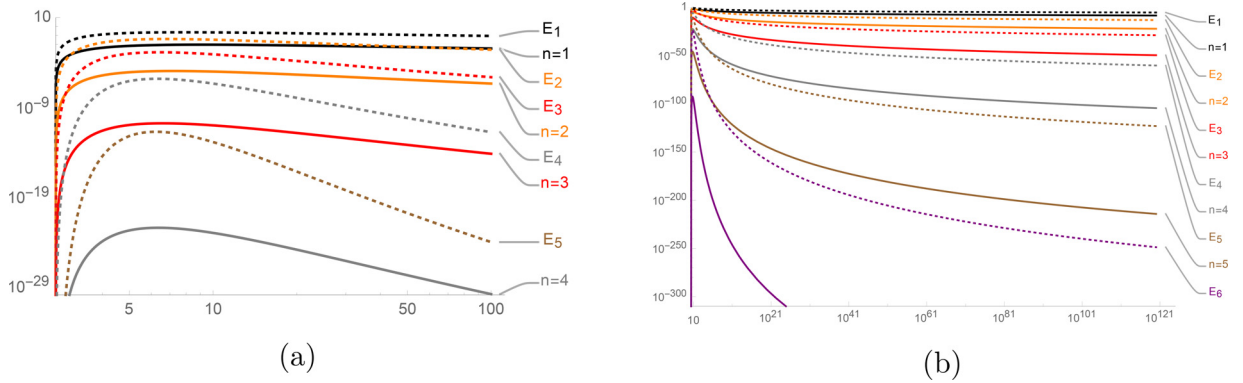 10
10⁻⁹
10⁻¹⁹
10⁻²⁹
5
10
50
100
E₁
n=1
E₂
E₃
n=2
E₄
n=3
E₅
n=4
(a)
1
10⁻⁵⁰
10⁻¹⁰⁰
10⁻¹⁵⁰
10⁻²⁰⁰
10⁻²⁵⁰
10⁻³⁰⁰
10
10²¹
10⁴¹
10⁶¹
10⁸¹
10¹⁰¹
10¹²¹
E₁
n=1
E₂
n=2
E₃
n=3
E₄
n=4
E₅
n=5
E₆
(b)